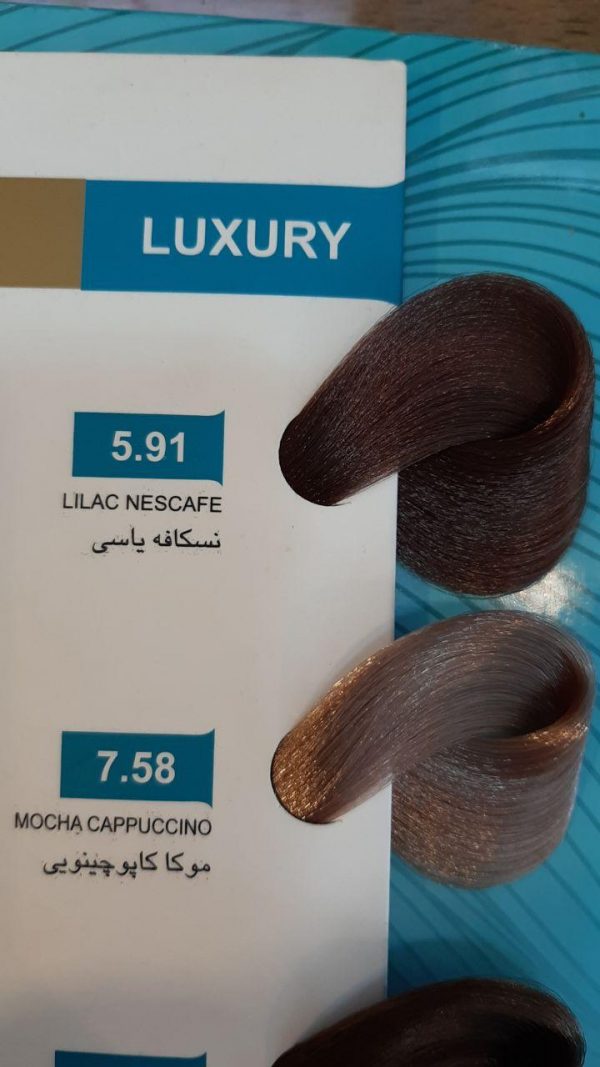 LUXURY
5.91
LILAC NESCAFE
نسکافه یاسی
7.58
MOCHA CAPPUCCINO
موکا کاپوچینویی